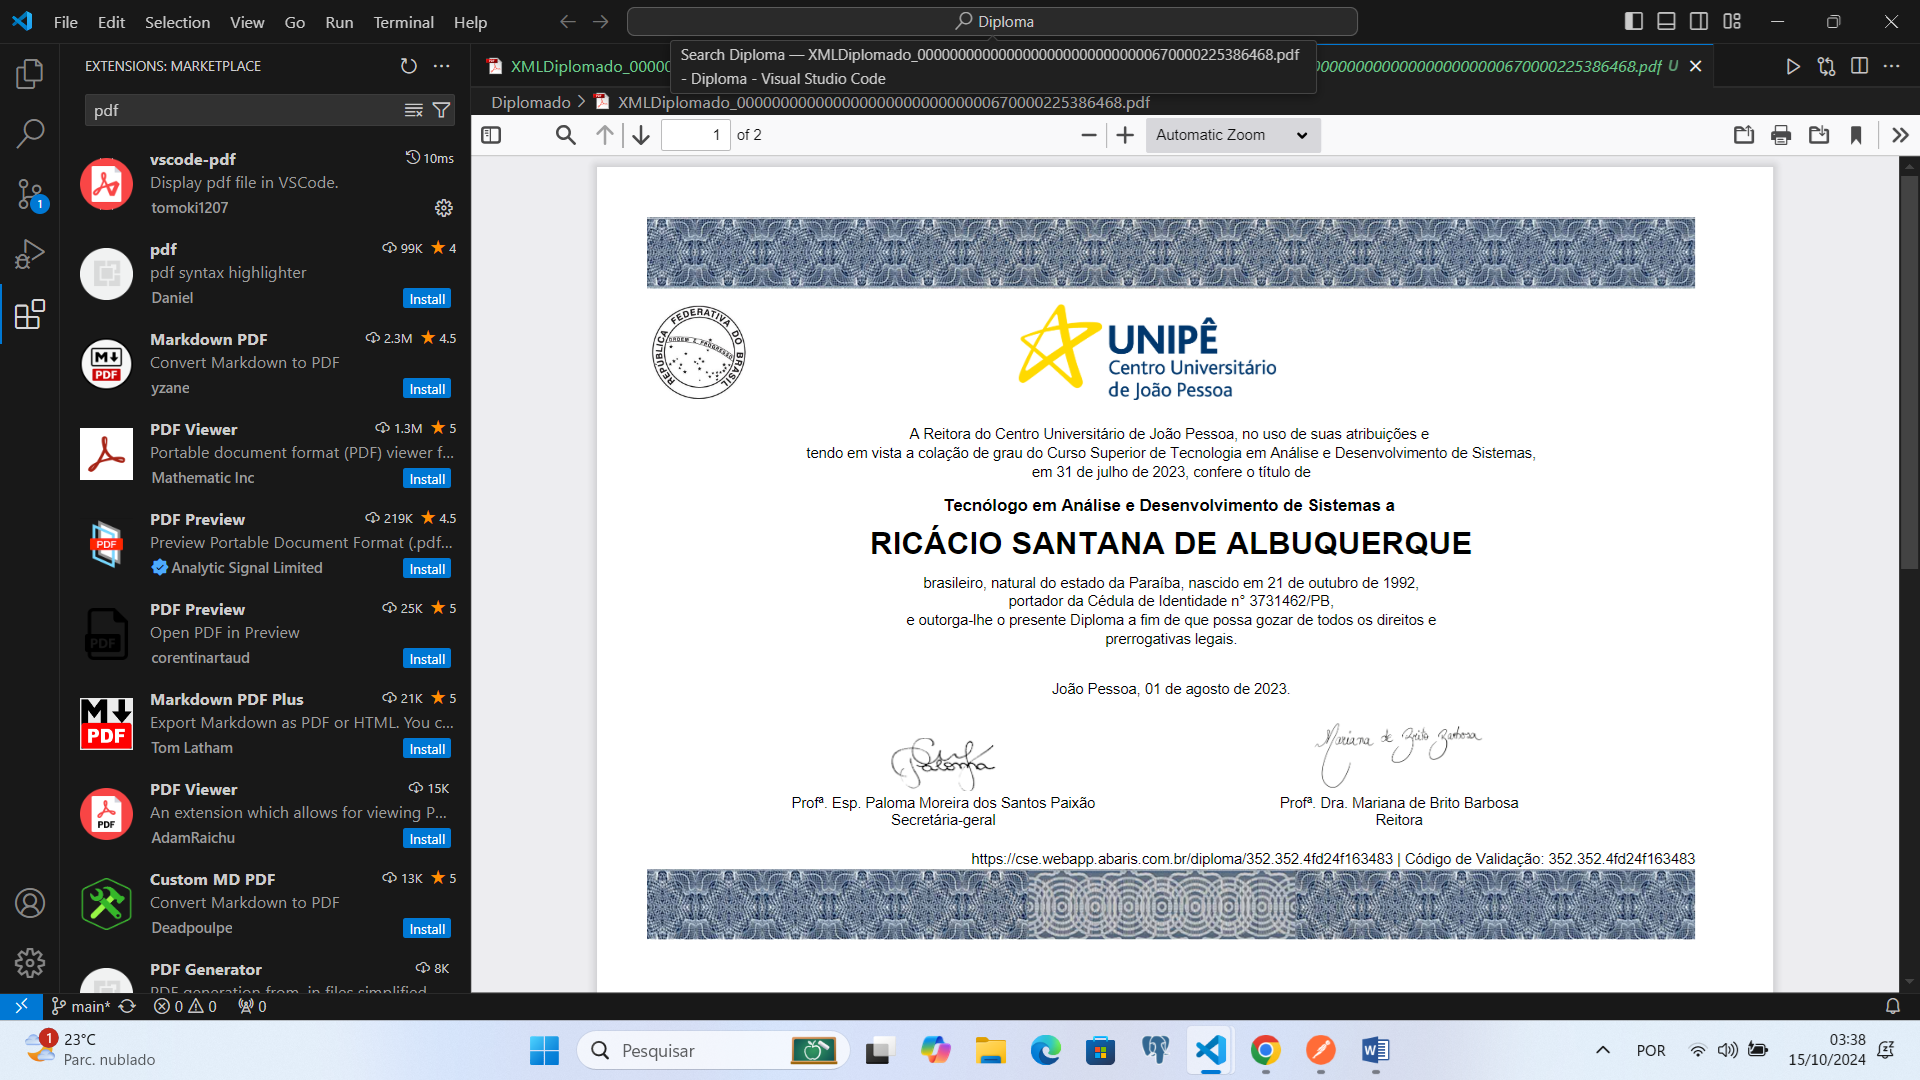 File Edit Selection View Go Run Terminal Help
Diploma
Search Diploma — XMLDiplomado_00000000000000000000000000670000225386468.pdf
- Diploma - Visual Studio Code
EXTENSIONS: MARKETPLACE
pdf
vscode-pdf 10ms
Display pdf file in VSCode.
tomoki1207
pdf 99K 4
pdf syntax highlighter
Daniel Install
Markdown PDF 2.3M 4.5
Convert Markdown to PDF
yzane Install
PDF Viewer 1.3M 5
Portable document format (PDF) viewer f...
Mathematic Inc Install
PDF Preview 219K 4.5
Preview Portable Document Format (.pdf...
Analytic Signal Limited Install
PDF Preview 25K 5
Open PDF in Preview
corentinartaud Install
Markdown PDF Plus 21K 5
Export Markdown as PDF or HTML. You c...
Tom Latham Install
PDF Viewer 15K
An extension which allows for viewing P...
AdamRaichu Install
Custom MD PDF 13K 5
Convert Markdown to PDF
Deadpoulpe Install
PDF Generator 8K
PDF generation from .in files simplified
Diplomado > XMLDiplomado_00000000000000000000000000670000225386468.pdf
1 of 2 Automatic Zoom
REPÚBLICA FEDERATIVA DO BRASIL
ORDEM E PROGRESSO
UNIPÊ
Centro Universitário
de João Pessoa
A Reitora do Centro Universitário de João Pessoa, no uso de suas atribuições e
tendo em vista a colação de grau do Curso Superior de Tecnologia em Análise e Desenvolvimento de Sistemas,
em 31 de julho de 2023, confere o título de
Tecnólogo em Análise e Desenvolvimento de Sistemas a
RICÁCIO SANTANA DE ALBUQUERQUE
brasileiro, natural do estado da Paraíba, nascido em 21 de outubro de 1992,
portador da Cédula de Identidade n° 3731462/PB,
e outorga-lhe o presente Diploma a fim de que possa gozar de todos os direitos e
prerrogativas legais.
João Pessoa, 01 de agosto de 2023.
Mariana de Brito Barbosa
Profª. Esp. Paloma Moreira dos Santos Paixão
Secretária-geral
Profª. Dra. Mariana de Brito Barbosa
Reitora
https://cse.webapp.abaris.com.br/diploma/352.352.4fd24f163483 | Código de Validação: 352.352.4fd24f163483
main* 0 0 0
1
23°C
Parc. nublado
Pesquisar
POR
03:38
15/10/2024